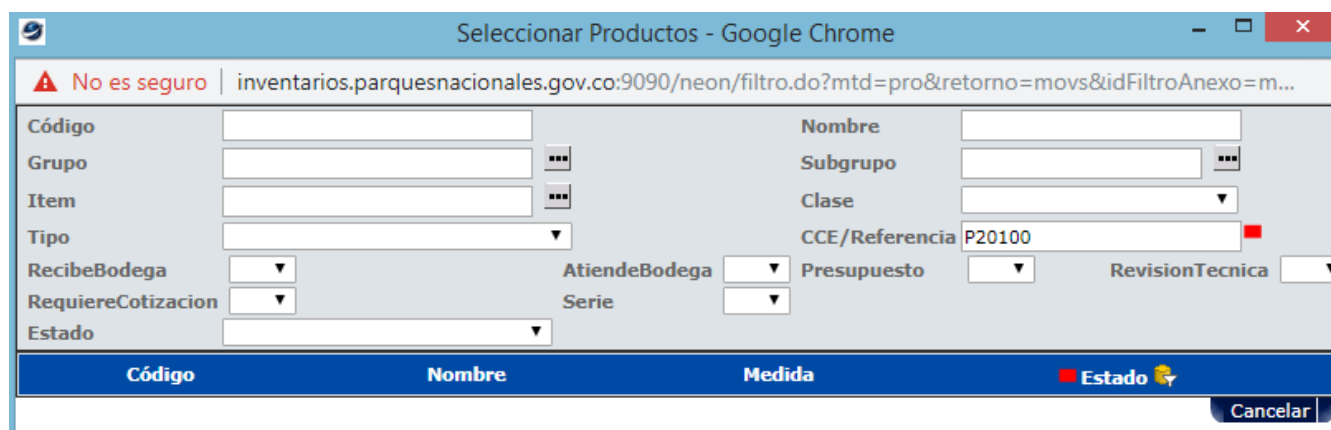 Seleccionar Productos - Google Chrome
No es seguro | inventarios.parquesnacionales.gov.co:9090/neon/filtro.do?mtd=pro&retorno=movs&idFiltroAnexo=m...
Código Nombre
Grupo ... Subgrupo ...
Item ... Clase
Tipo CCE/Referencia P20100
RecibeBodega AtiendeBodega Presupuesto RevisionTecnica
RequiereCotizacion Serie
Estado
Código Nombre Medida Estado
Cancelar